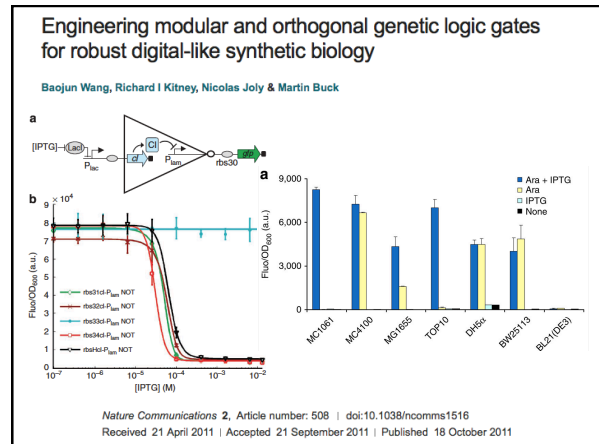 Engineering modular and orthogonal genetic logic gates
for robust digital-like synthetic biology
Baojun Wang, Richard I Kitney, Nicolas Joly & Martin Buck
a
[IPTG]
LacI
Plac
cI
CI
Plam
rbs30
gfp
b
× 10⁴
9
8
7
6
5
4
3
2
1
0
Fluo/OD600 (a.u.)
rbs31cI-Plam NOT
rbs32cI-Plam NOT
rbs33cI-Plam NOT
rbs34cI-Plam NOT
rbsHcI-Plam NOT
10⁻⁷ 10⁻⁶ 10⁻⁵ 10⁻⁴ 10⁻³ 10⁻²
[IPTG] (M)
a
9,000
6,000
3,000
0
Fluo/OD600 (a.u.)
Ara + IPTG
Ara
IPTG
None
MC1061
MC4100
MG1655
TOP10
DH5α
BW25113
BL21(DE3)
Nature Communications 2, Article number: 508 | doi:10.1038/ncomms1516
Received 21 April 2011 | Accepted 21 September 2011 | Published 18 October 2011